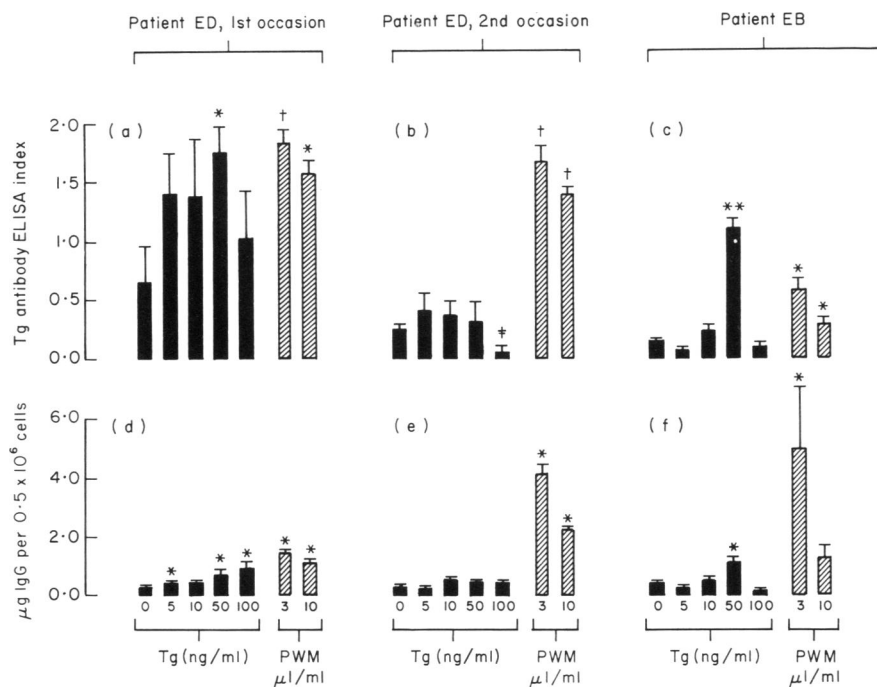 Patient ED, 1st occasion
Patient ED, 2nd occasion
Patient EB
Tg antibody ELISA index
2·0
1·5
1·0
0·5
0·0
(a)
*
†
*
(b)
†
†
‡
(c)
**
*
*
µg IgG per 0·5 x 10⁶ cells
6·0
4·0
2·0
0·0
(d)
*
*
*
*
*
(e)
*
*
(f)
*
*
0 5 10 50 100 3 10
0 5 10 50 100 3 10
0 5 10 50 100 3 10
Tg (ng/ml)
PWM
µl/ml
Tg (ng/ml)
PWM
µl/ml
Tg (ng/ml)
PWM
µl/ml